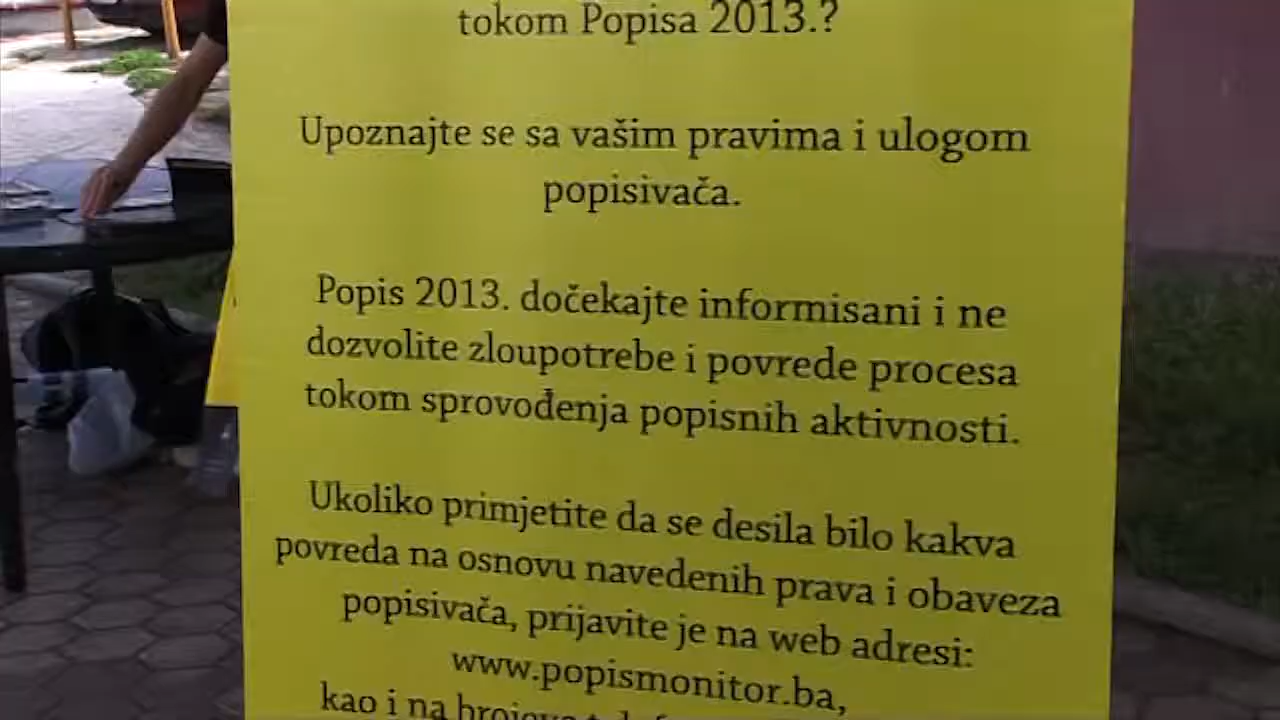 tokom Popisa 2013.?
Upoznajte se sa vašim pravima i ulogom
popisivača.
Popis 2013. dočekajte informisani i ne
dozvolite zloupotrebe i povrede procesa
tokom sprovođenja popisnih aktivnosti.
Ukoliko primjetite da se desila bilo kakva
povreda na osnovu navedenih prava i obaveza
popisivača, prijavite je na web adresi:
www.popismonitor.ba,
kao i na